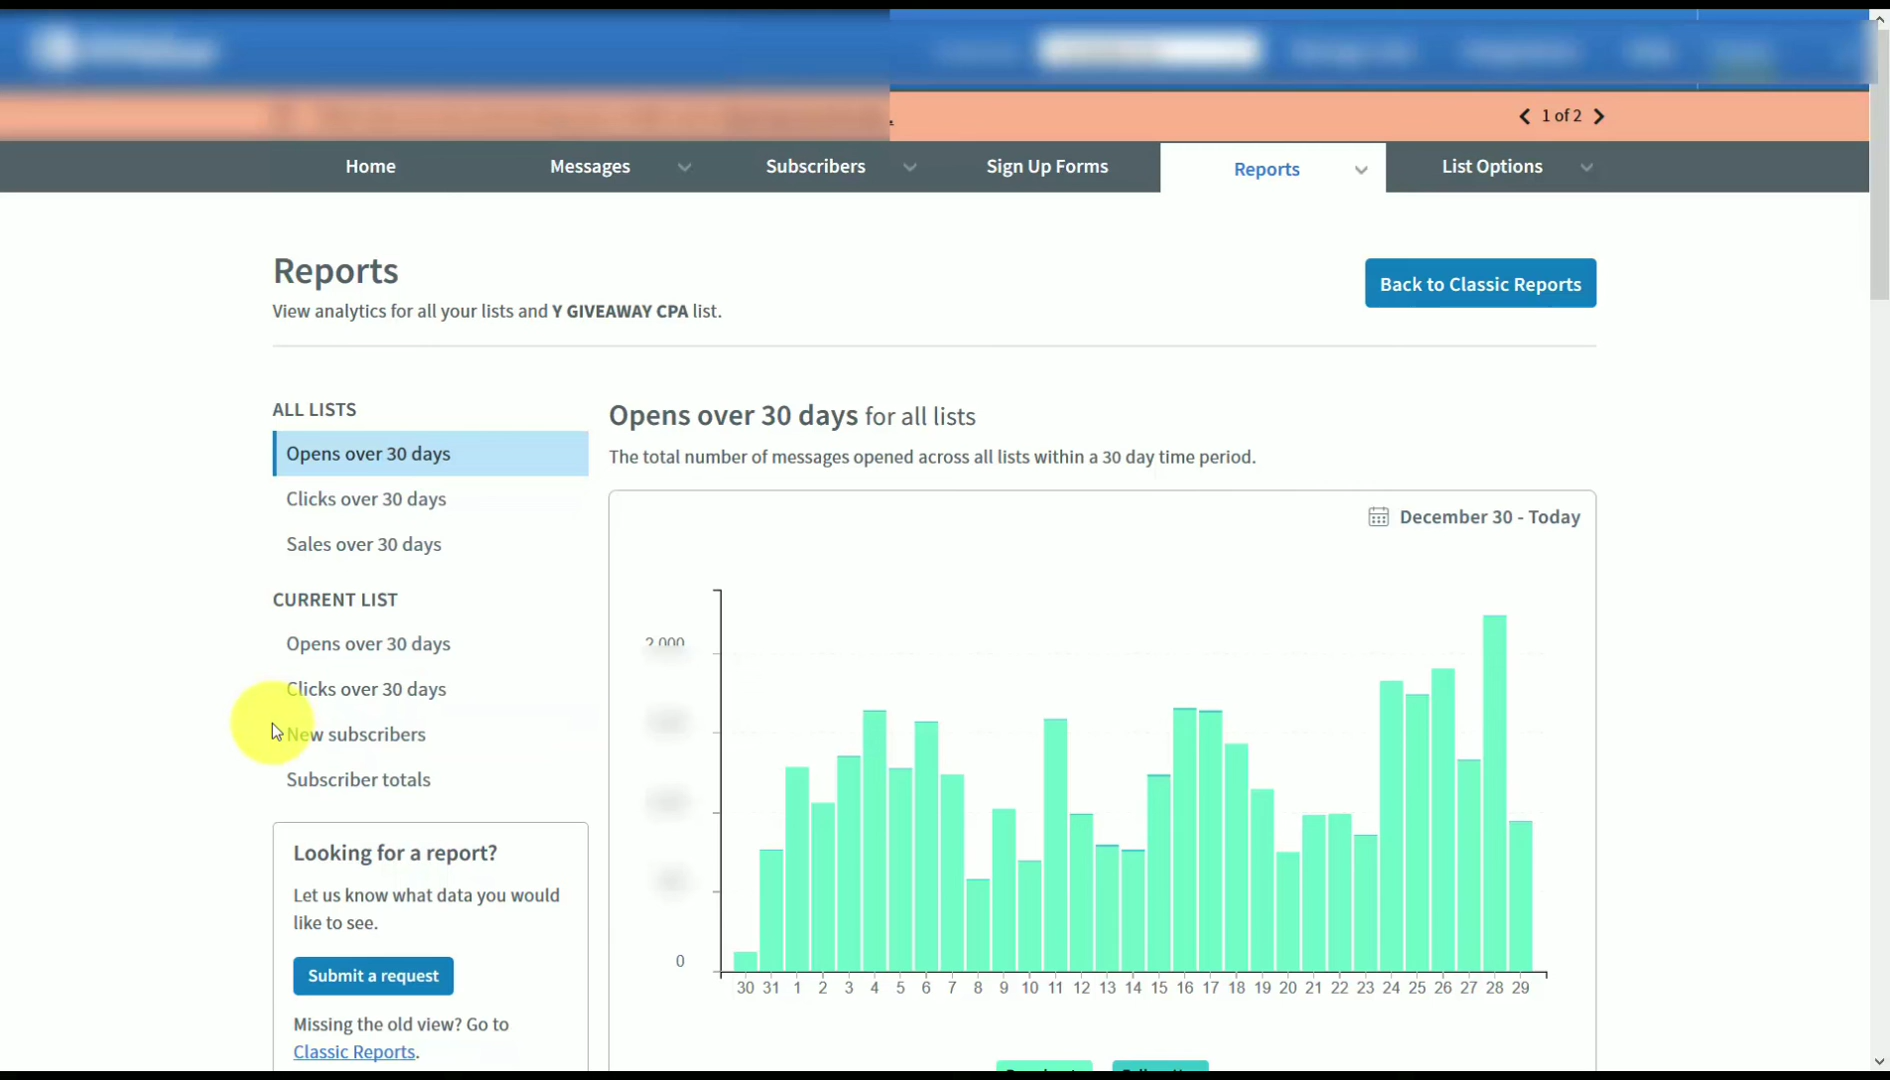 1 of 2
Home
Messages
Subscribers
Sign Up Forms
Reports
List Options
Reports
Back to Classic Reports
View analytics for all your lists and Y GIVEAWAY CPA list.
ALL LISTS
Opens over 30 days
Clicks over 30 days
Sales over 30 days
CURRENT LIST
Opens over 30 days
Clicks over 30 days
New subscribers
Subscriber totals
Looking for a report?
Let us know what data you would
like to see.
Submit a request
Missing the old view? Go to
Classic Reports.
Opens over 30 days for all lists
The total number of messages opened across all lists within a 30 day time period.
December 30 - Today
2,000
0
30 31 1 2 3 4 5 6 7 8 9 10 11 12 13 14 15 16 17 18 19 20 21 22 23 24 25 26 27 28 29